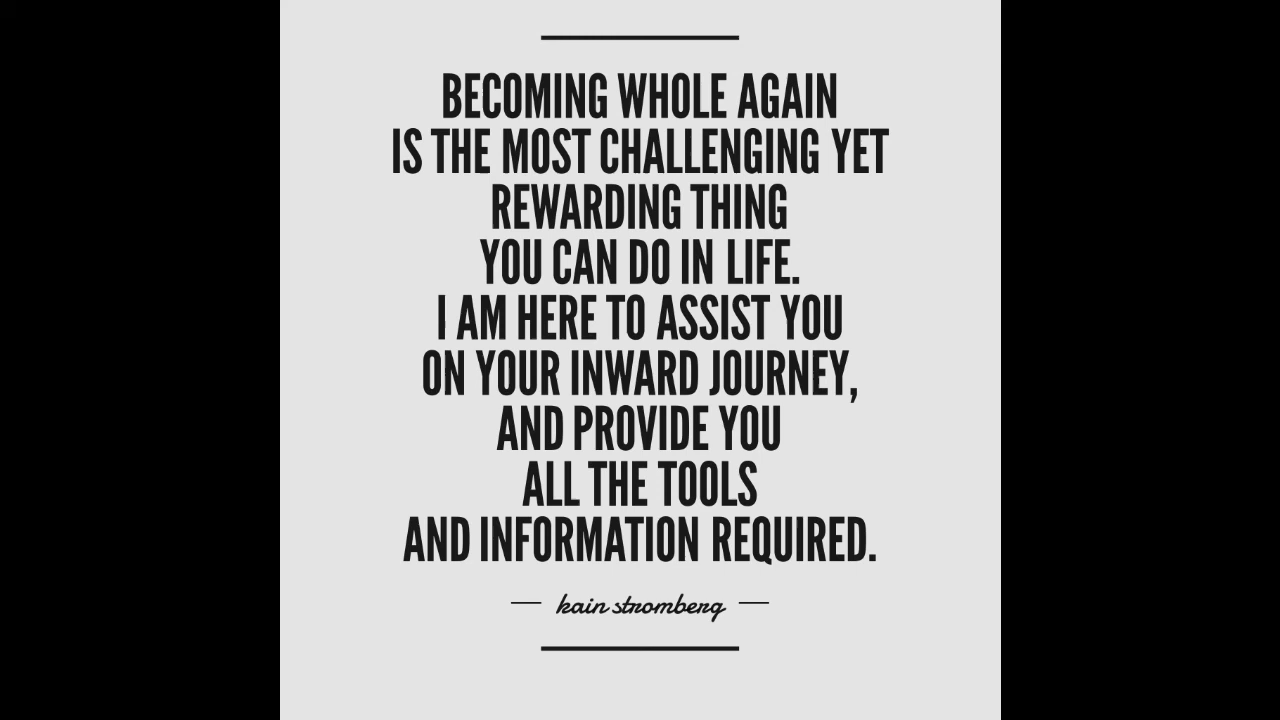 BECOMING WHOLE AGAIN
IS THE MOST CHALLENGING YET
REWARDING THING
YOU CAN DO IN LIFE.
I AM HERE TO ASSIST YOU
ON YOUR INWARD JOURNEY,
AND PROVIDE YOU
ALL THE TOOLS
AND INFORMATION REQUIRED.
— kain stromberg —